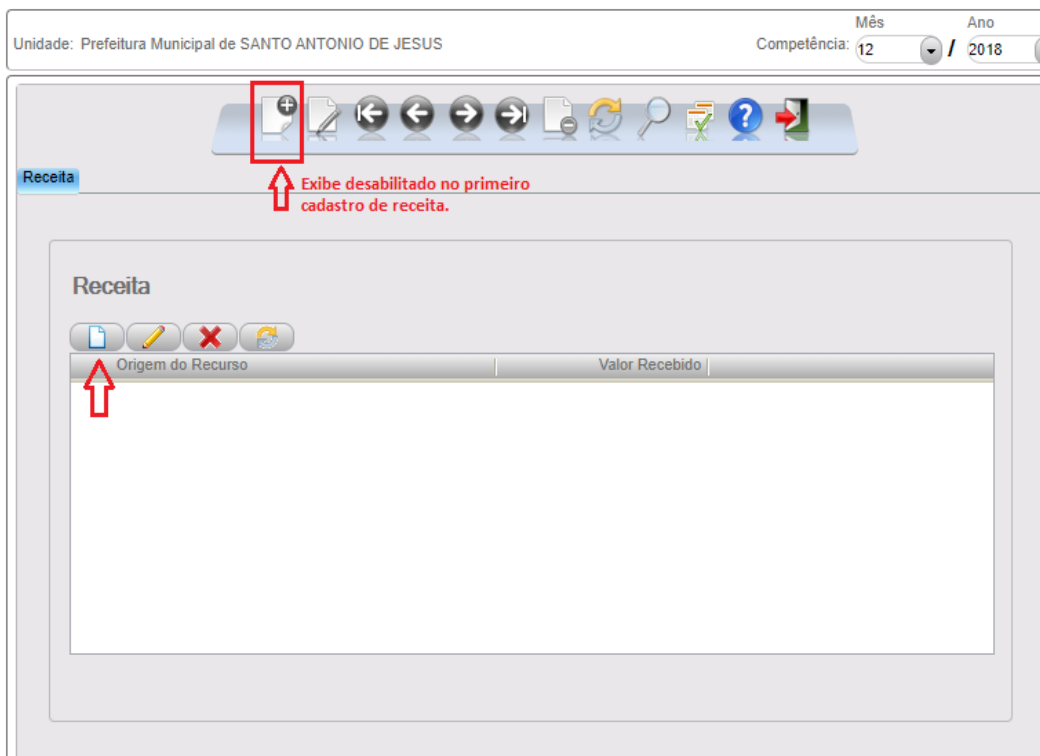 Mês Ano
Unidade: Prefeitura Municipal de SANTO ANTONIO DE JESUS Competência: 12 / 2018
Receita
Exibe desabilitado no primeiro
cadastro de receita.
Receita
Origem do Recurso Valor Recebido